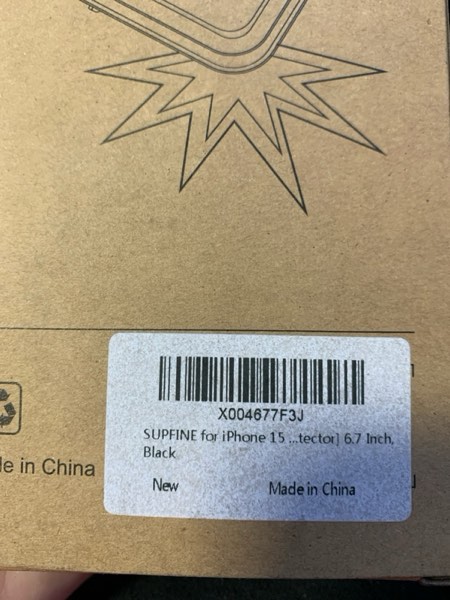 X004677F3J
SUPFINE for iPhone 15 ...tector] 6.7 Inch,
Black
New
Made in China
de in China